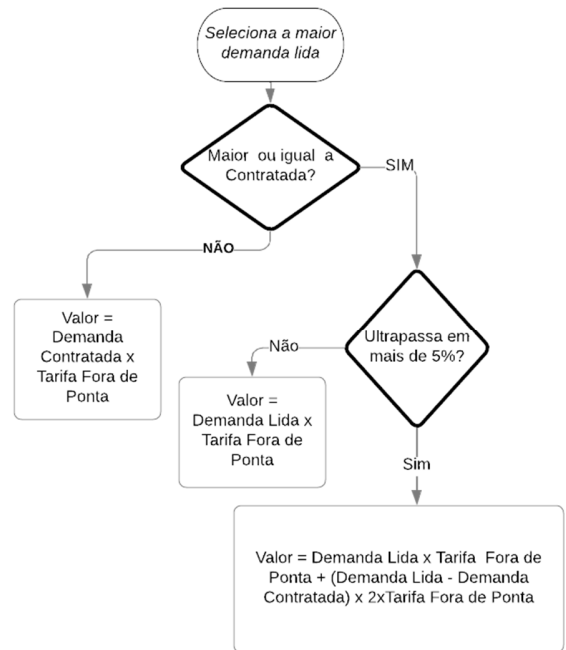 Seleciona a maior
demanda lida
Maior ou igual a
Contratada?
SIM
NÃO
Valor =
Demanda
Contratada x
Tarifa Fora de
Ponta
Ultrapassa em
mais de 5%?
Não
Valor =
Demanda Lida x
Tarifa Fora de
Ponta
Sim
Valor = Demanda Lida x Tarifa Fora de
Ponta + (Demanda Lida - Demanda
Contratada) x 2xTarifa Fora de Ponta